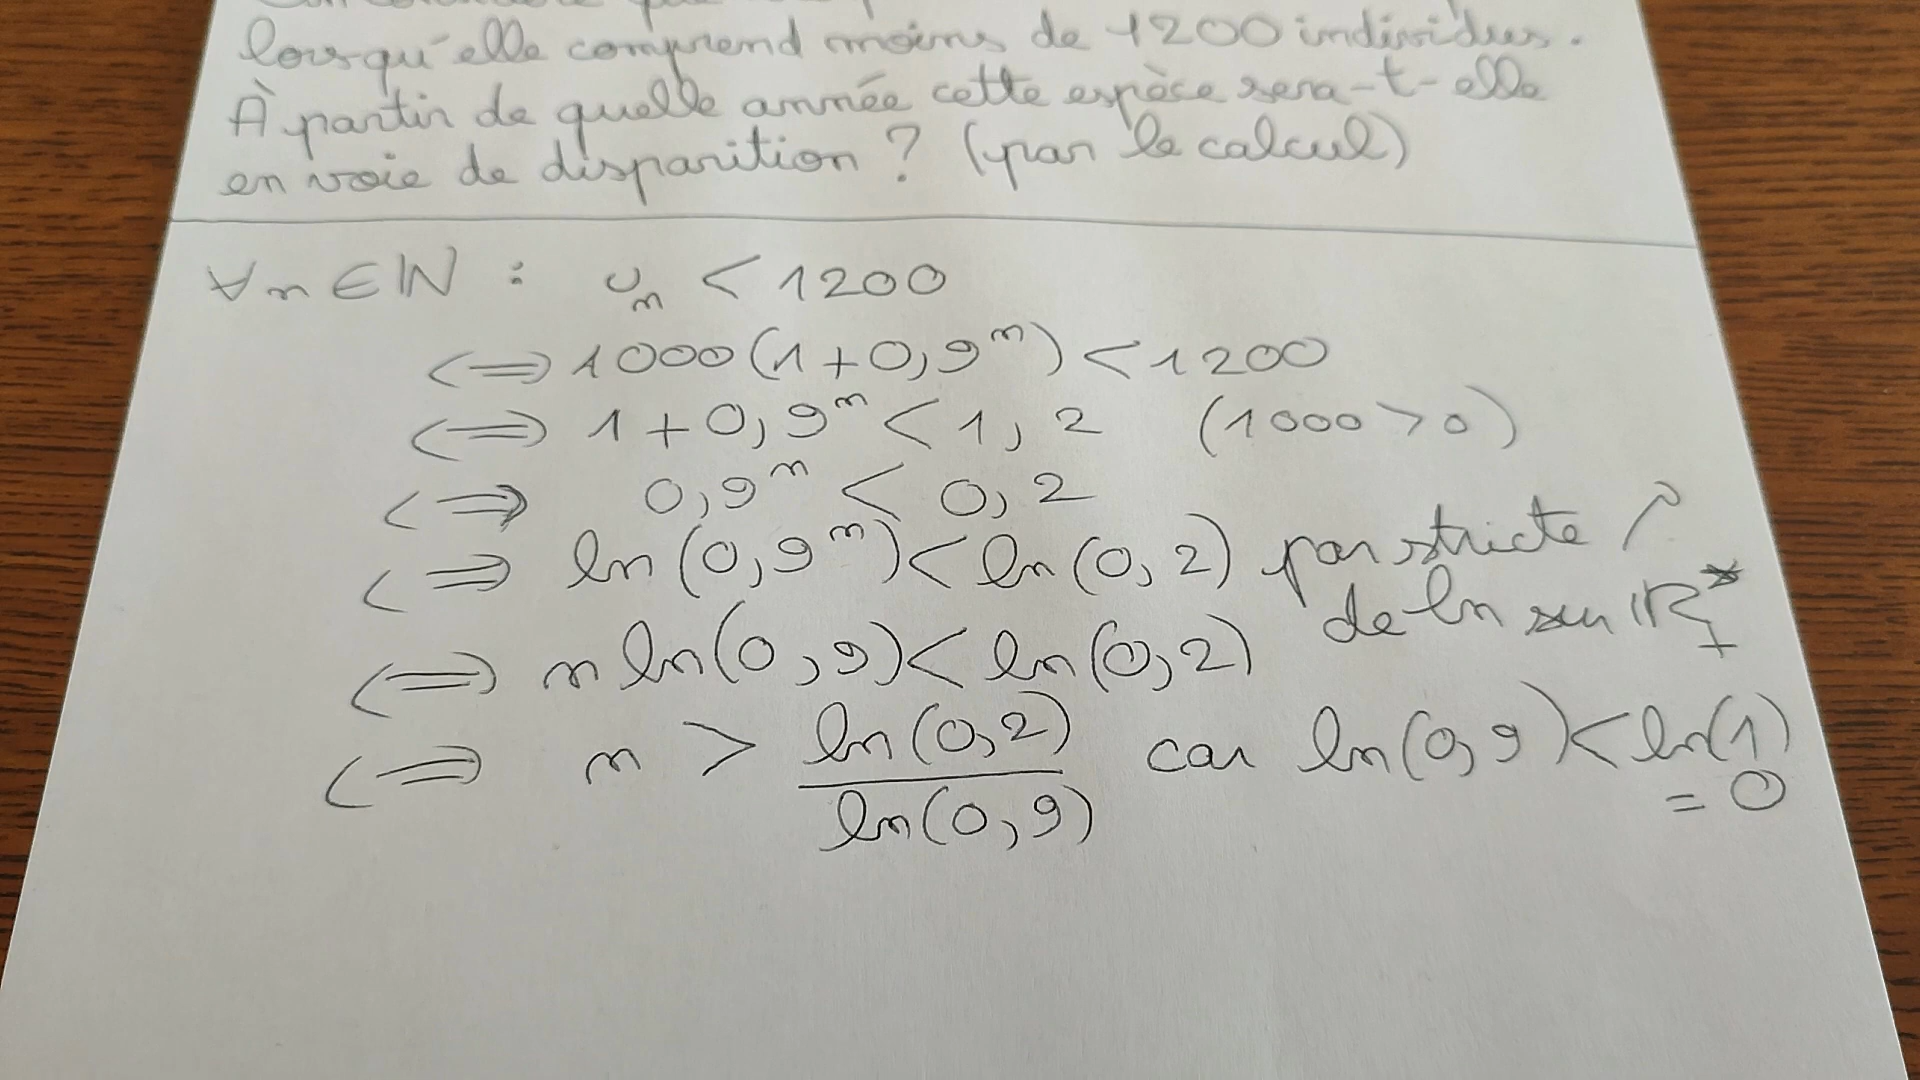 lorsqu'elle comprend moins de 1200 individus.
À partir de quelle année cette espèce sera-t-elle
en voie de disparition ? (par le calcul)
∀n ∈ ℕ : uₙ < 1200
⟺ 1000(1+0,9ⁿ) < 1200
⟺ 1+0,9ⁿ < 1,2 (1000 > 0)
⟺ 0,9ⁿ < 0,2
⟺ ln(0,9ⁿ) < ln(0,2) par stricte ↗
de ln sur ℝ₊*
⟺ n ln(0,9) < ln(0,2)
⟺ n > ln(0,2)/ln(0,9) car ln(0,9) < ln(1)
= 0